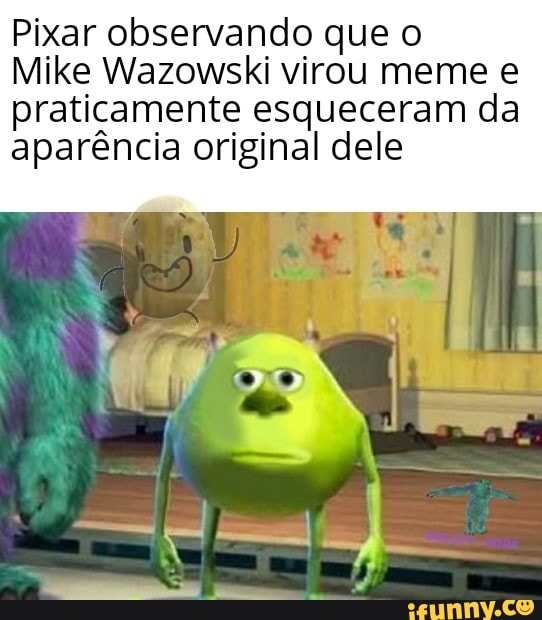 Pixar observando que o
Mike Wazowski virou meme e
praticamente esqueceram da
aparência original dele
ifunny.co